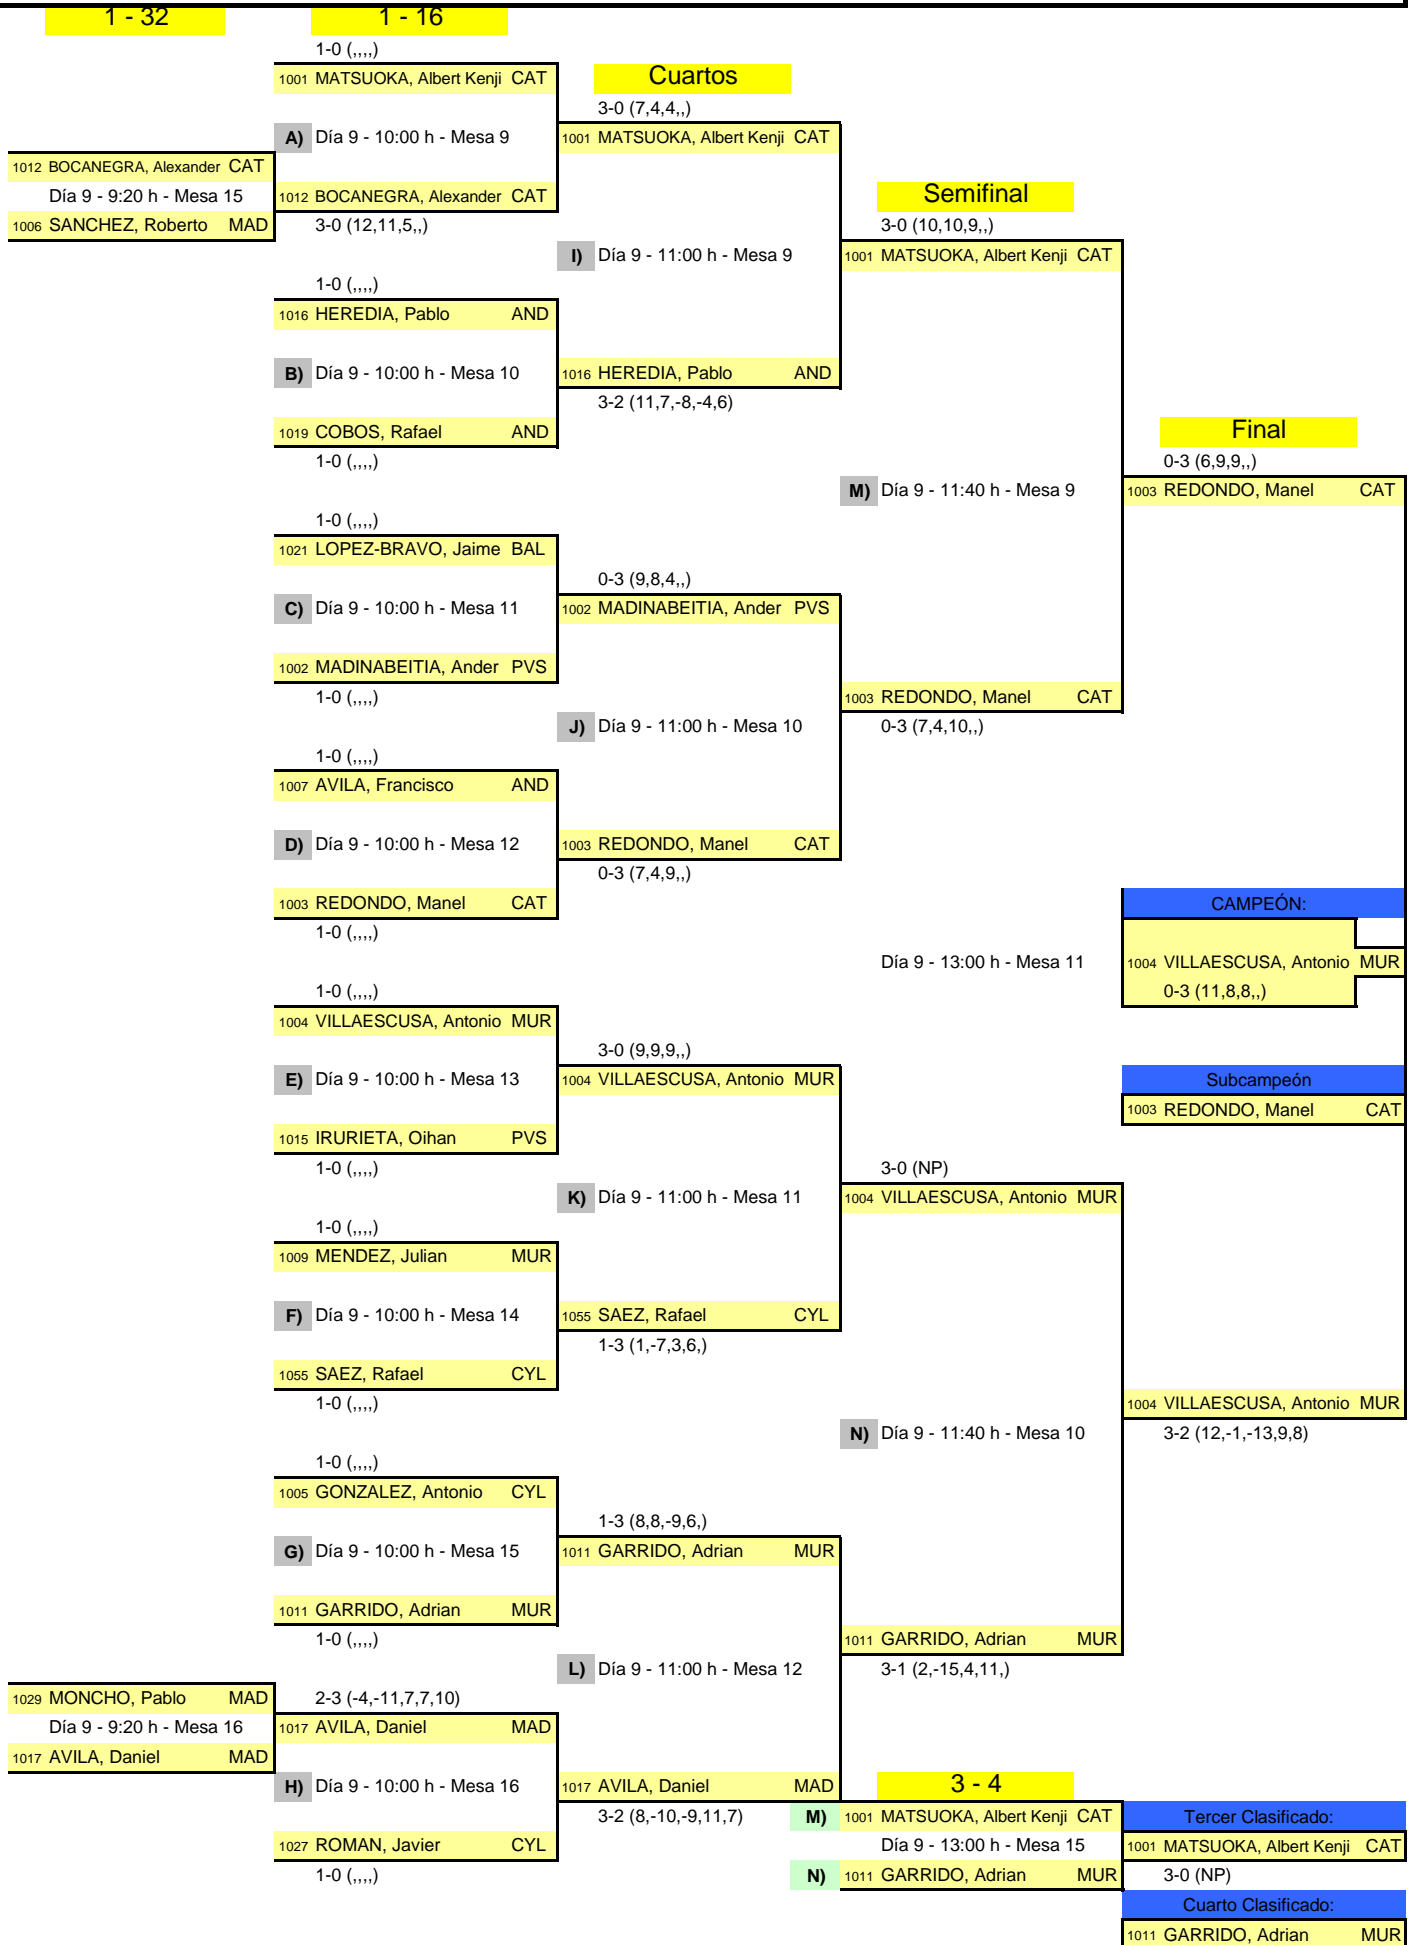 1 - 32 1 - 16
1-0 (,,,,)
1001 MATSUOKA, Albert Kenji CAT Cuartos
3-0 (7,4,4,,)
A) Día 9 - 10:00 h - Mesa 9 1001 MATSUOKA, Albert Kenji CAT
1012 BOCANEGRA, Alexander CAT
Día 9 - 9:20 h - Mesa 15 1012 BOCANEGRA, Alexander CAT Semifinal
1006 SANCHEZ, Roberto MAD 3-0 (12,11,5,,) 3-0 (10,10,9,,)
I) Día 9 - 11:00 h - Mesa 9 1001 MATSUOKA, Albert Kenji CAT
1-0 (,,,,)
1016 HEREDIA, Pablo AND
B) Día 9 - 10:00 h - Mesa 10 1016 HEREDIA, Pablo AND
3-2 (11,7,-8,-4,6)
1019 COBOS, Rafael AND Final
1-0 (,,,,) 0-3 (6,9,9,,)
M) Día 9 - 11:40 h - Mesa 9 1003 REDONDO, Manel CAT
1-0 (,,,,)
1021 LOPEZ-BRAVO, Jaime BAL
0-3 (9,8,4,,)
C) Día 9 - 10:00 h - Mesa 11 1002 MADINABEITIA, Ander PVS
1002 MADINABEITIA, Ander PVS
1-0 (,,,,) 1003 REDONDO, Manel CAT
J) Día 9 - 11:00 h - Mesa 10 0-3 (7,4,10,,)
1-0 (,,,,)
1007 AVILA, Francisco AND
D) Día 9 - 10:00 h - Mesa 12 1003 REDONDO, Manel CAT
0-3 (7,4,9,,)
1003 REDONDO, Manel CAT CAMPEÓN:
1-0 (,,,,)
Día 9 - 13:00 h - Mesa 11 1004 VILLAESCUSA, Antonio MUR
1-0 (,,,,) 0-3 (11,8,8,,)
1004 VILLAESCUSA, Antonio MUR
3-0 (9,9,9,,)
E) Día 9 - 10:00 h - Mesa 13 1004 VILLAESCUSA, Antonio MUR Subcampeón
1003 REDONDO, Manel CAT
1015 IRURIETA, Oihan PVS
1-0 (,,,,) 3-0 (NP)
K) Día 9 - 11:00 h - Mesa 11 1004 VILLAESCUSA, Antonio MUR
1-0 (,,,,)
1009 MENDEZ, Julian MUR
F) Día 9 - 10:00 h - Mesa 14 1055 SAEZ, Rafael CYL
1-3 (1,-7,3,6,)
1055 SAEZ, Rafael CYL
1-0 (,,,,) 1004 VILLAESCUSA, Antonio MUR
N) Día 9 - 11:40 h - Mesa 10 3-2 (12,-1,-13,9,8)
1-0 (,,,,)
1005 GONZALEZ, Antonio CYL
1-3 (8,8,-9,6,)
G) Día 9 - 10:00 h - Mesa 15 1011 GARRIDO, Adrian MUR
1011 GARRIDO, Adrian MUR
1-0 (,,,,) 1011 GARRIDO, Adrian MUR
L) Día 9 - 11:00 h - Mesa 12 3-1 (2,-15,4,11,)
1029 MONCHO, Pablo MAD 2-3 (-4,-11,7,7,10)
Día 9 - 9:20 h - Mesa 16 1017 AVILA, Daniel MAD
1017 AVILA, Daniel MAD
H) Día 9 - 10:00 h - Mesa 16 1017 AVILA, Daniel MAD 3 - 4
3-2 (8,-10,-9,11,7) M) 1001 MATSUOKA, Albert Kenji CAT Tercer Clasificado:
1027 ROMAN, Javier CYL Día 9 - 13:00 h - Mesa 15 1001 MATSUOKA, Albert Kenji CAT
1-0 (,,,,) N) 1011 GARRIDO, Adrian MUR 3-0 (NP)
Cuarto Clasificado:
1011 GARRIDO, Adrian MUR